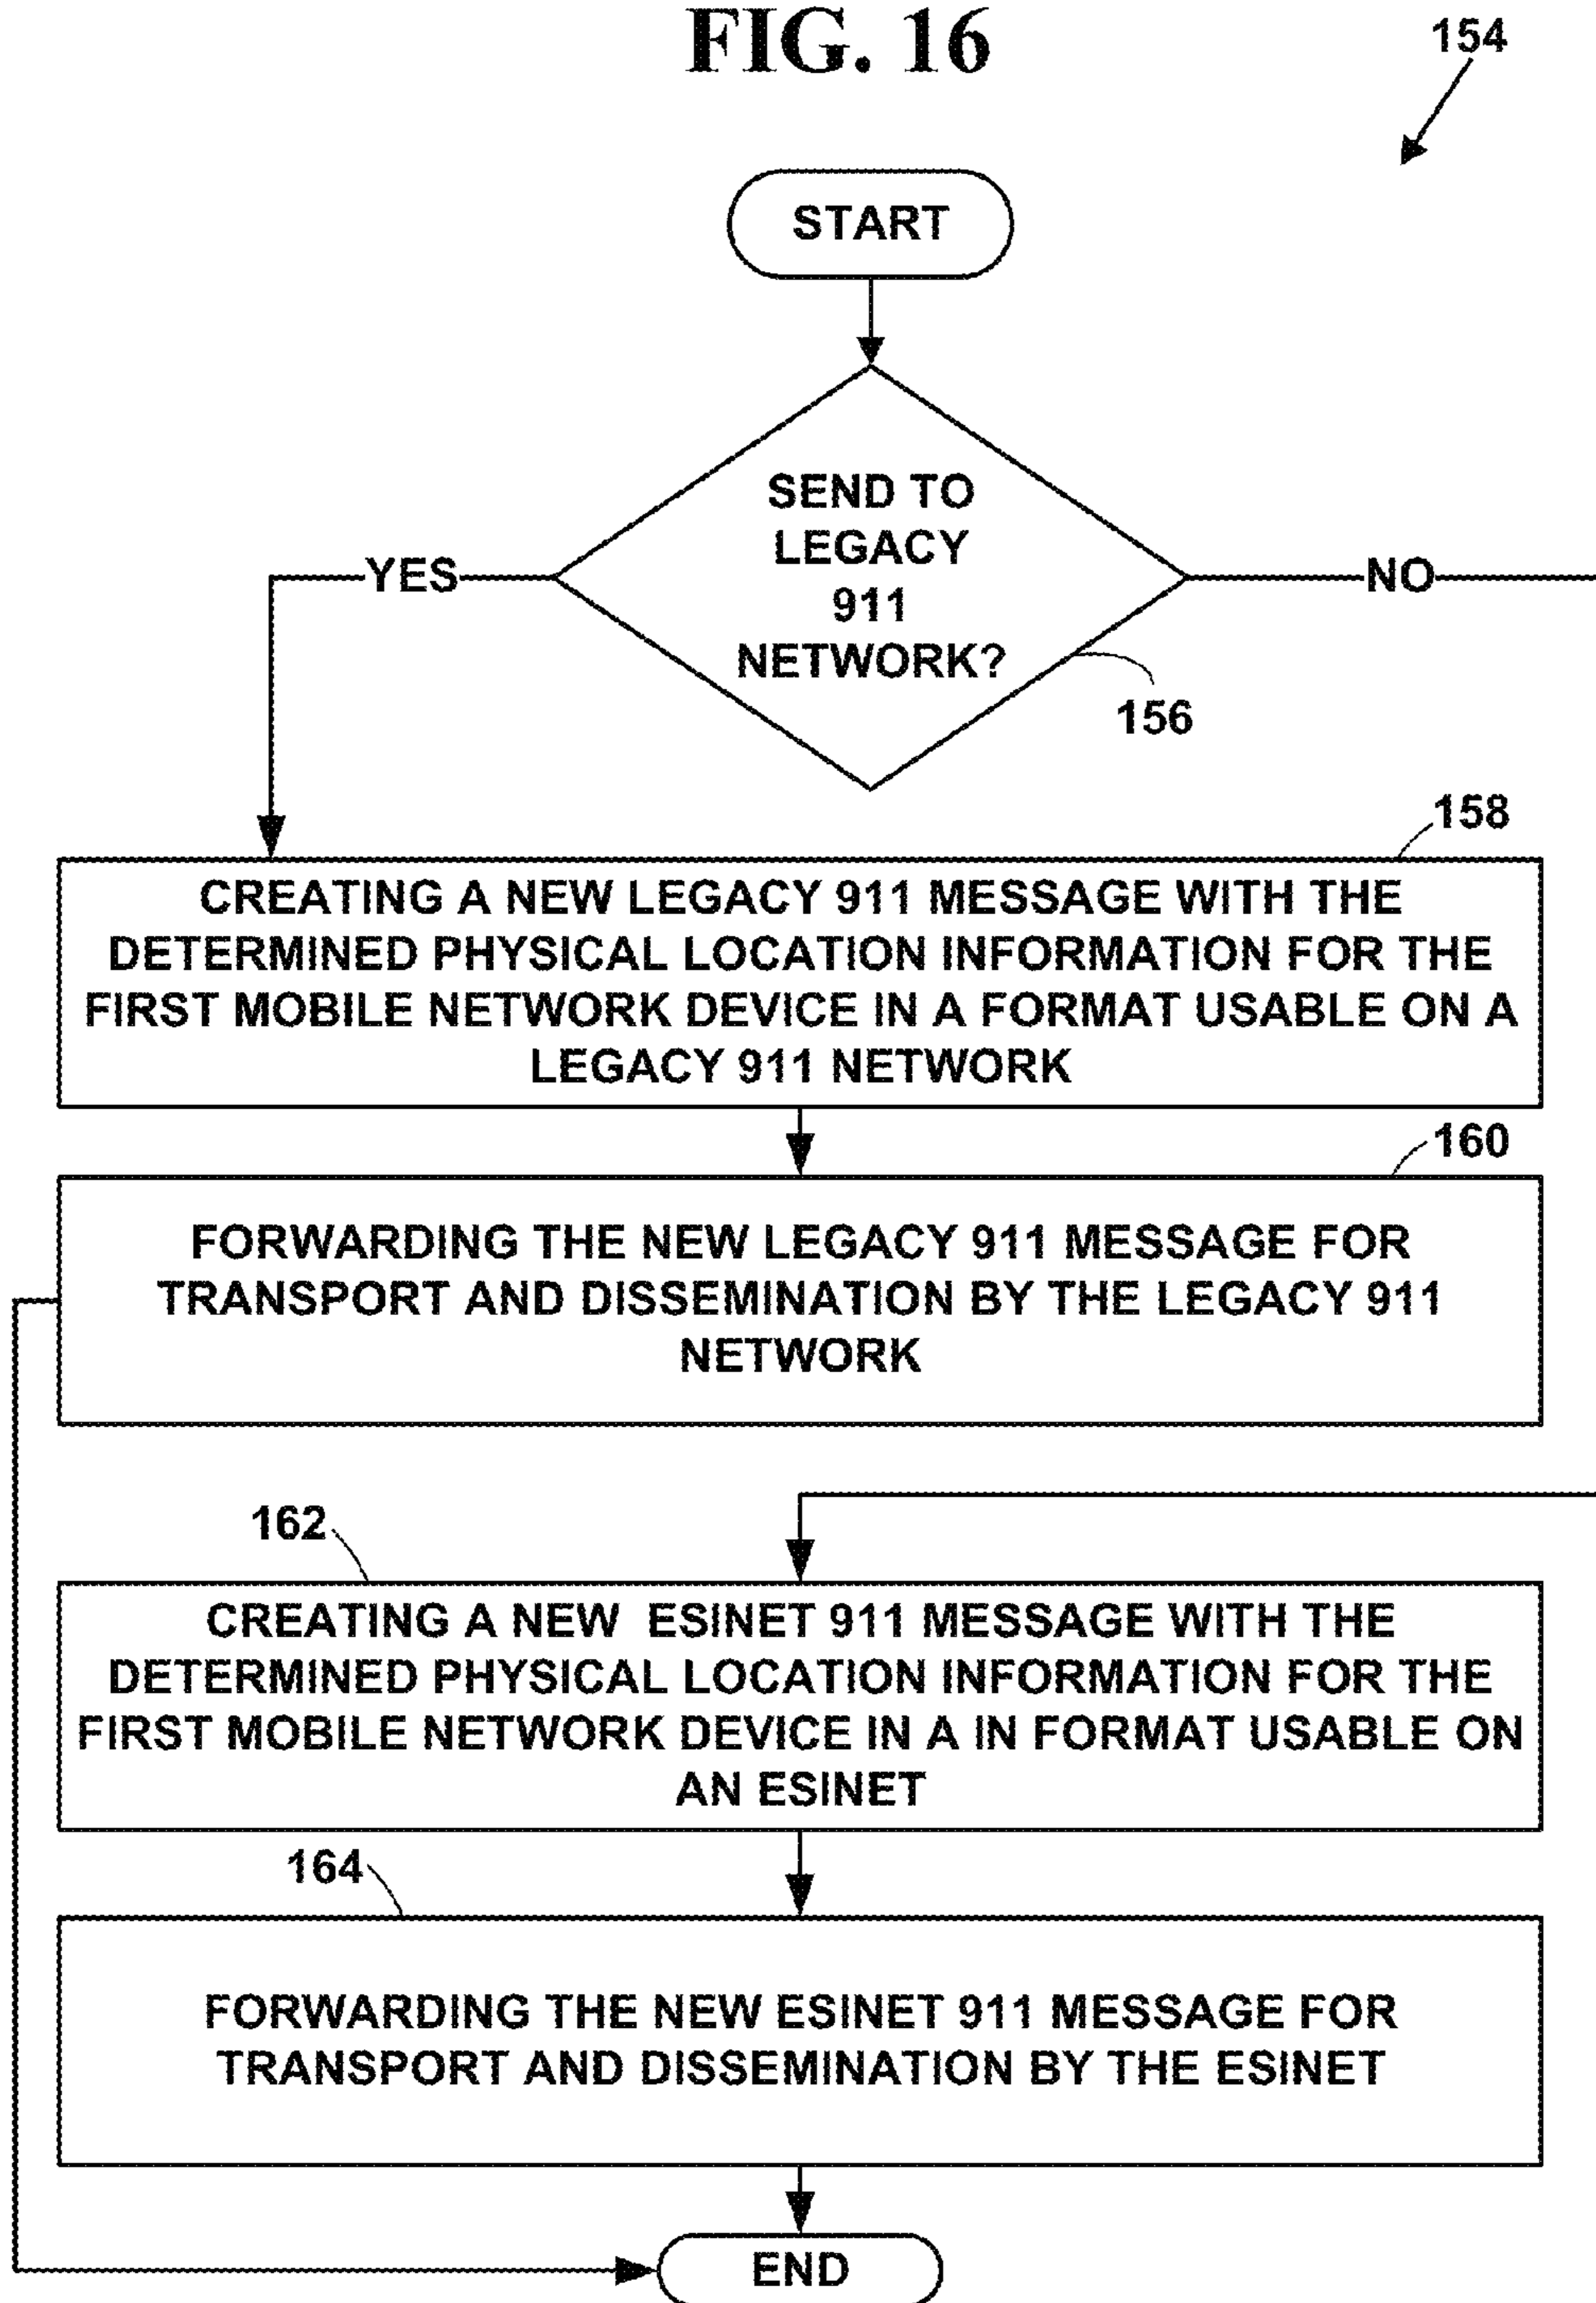 FIG. 16
154
START
SEND TO
LEGACY
911
NETWORK?
YES
NO
156
158
CREATING A NEW LEGACY 911 MESSAGE WITH THE
DETERMINED PHYSICAL LOCATION INFORMATION FOR THE
FIRST MOBILE NETWORK DEVICE IN A FORMAT USABLE ON A
LEGACY 911 NETWORK
160
FORWARDING THE NEW LEGACY 911 MESSAGE FOR
TRANSPORT AND DISSEMINATION BY THE LEGACY 911
NETWORK
162
CREATING A NEW ESINET 911 MESSAGE WITH THE
DETERMINED PHYSICAL LOCATION INFORMATION FOR THE
FIRST MOBILE NETWORK DEVICE IN A IN FORMAT USABLE ON
AN ESINET
164
FORWARDING THE NEW ESINET 911 MESSAGE FOR
TRANSPORT AND DISSEMINATION BY THE ESINET
END